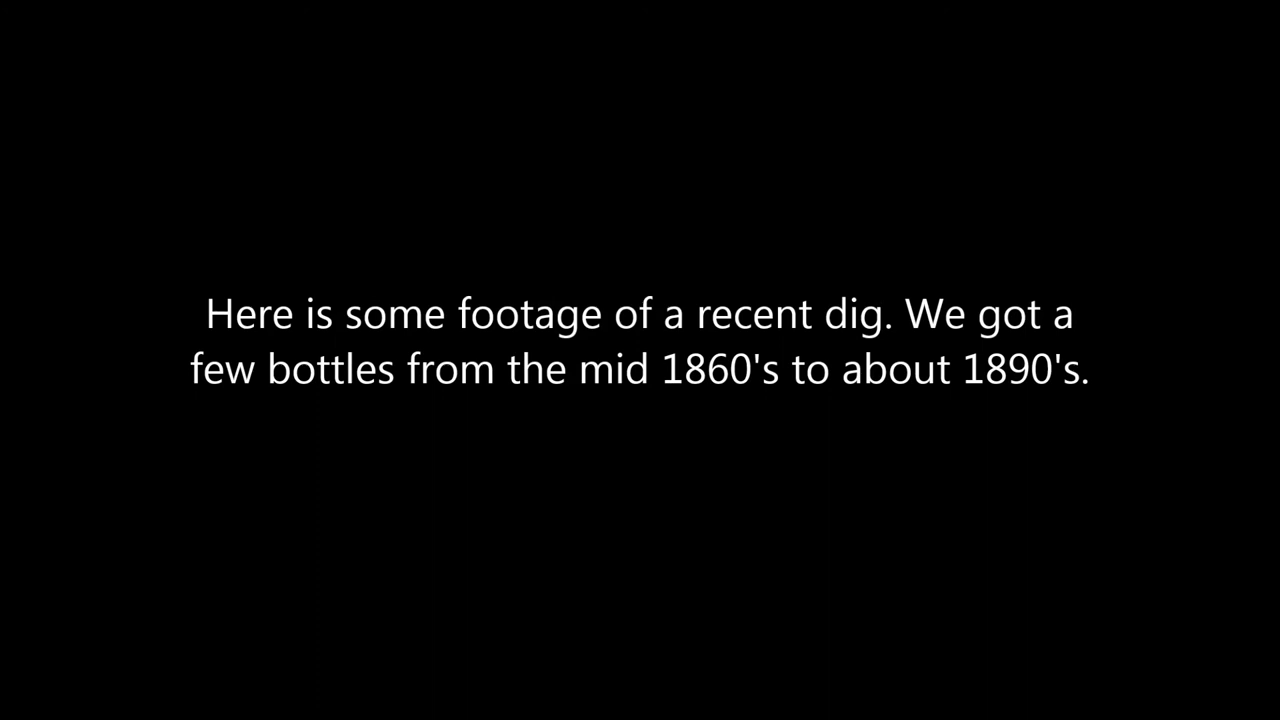 Here is some footage of a recent dig. We got a
few bottles from the mid 1860's to about 1890's.